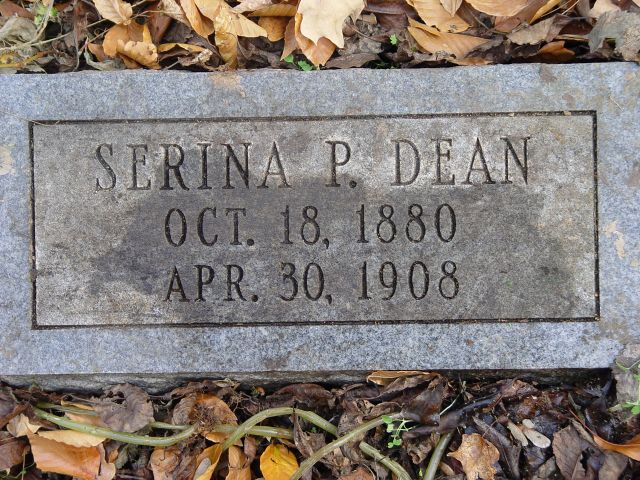 SERINA P. DEAN
OCT. 18, 1880
APR. 30, 1908